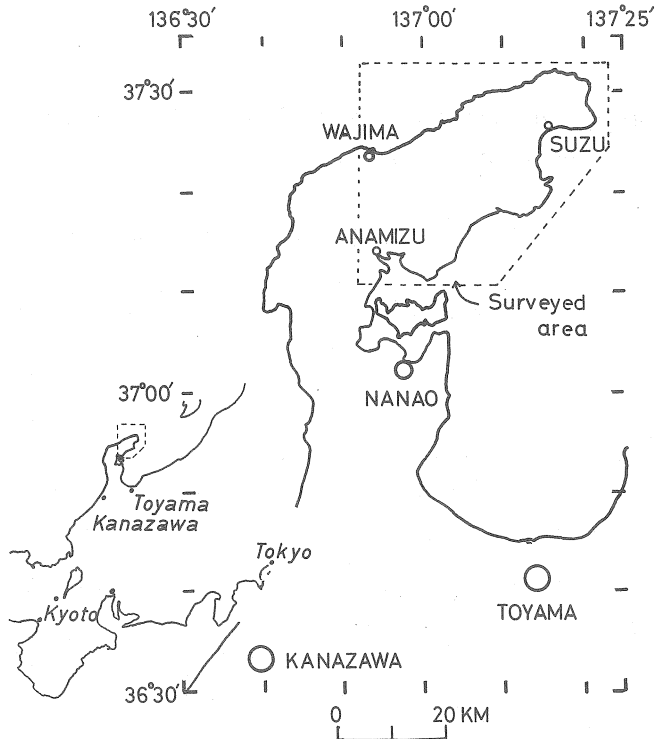 136°30′ 137°00′ 137°25′
37°30′
WAJIMA
SUZU
ANAMIZU
Surveyed
area
37°00′
NANAO
Toyama
Kanazawa
Tokyo
Kyoto
TOYAMA
KANAZAWA
36°30′
0 20 KM